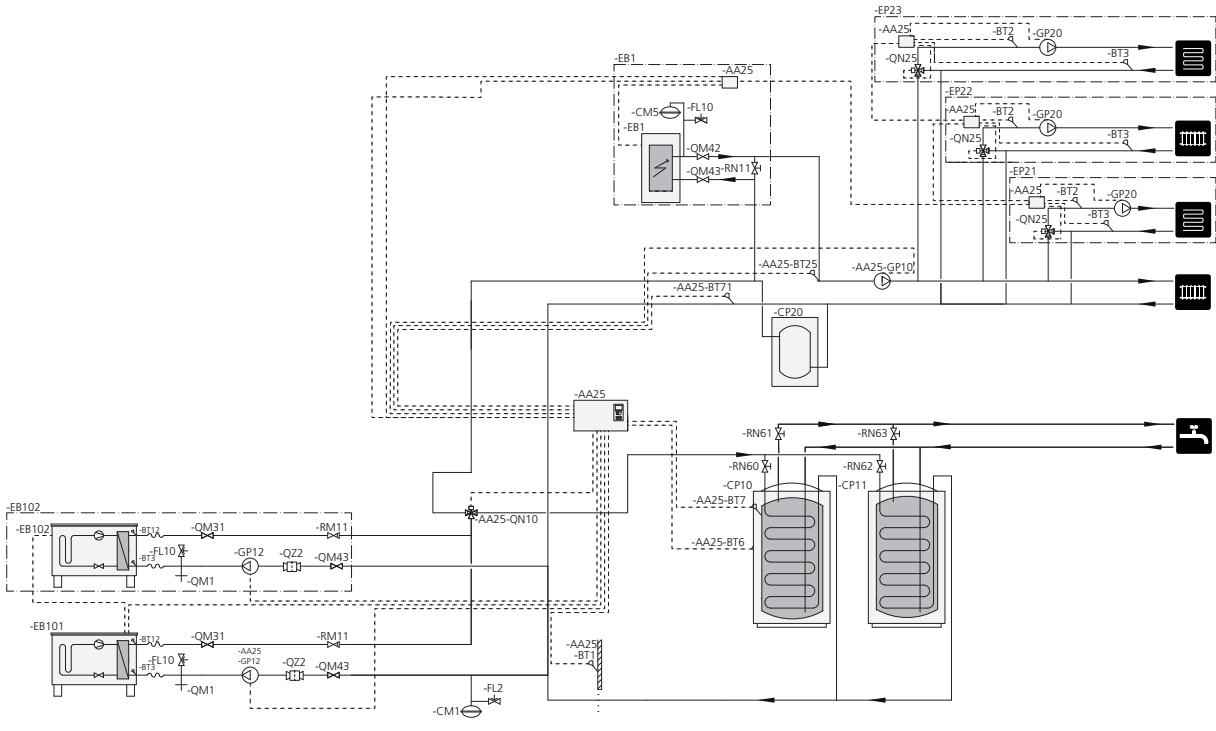 -EP23
-AA25
-BT2
-GP20
-BT3
-QN25
-EB1
-AA25
-CM5
-FL10
-EB1
-QM42
-QM43
-RN11
-EP22
-AA25
-BT2
-GP20
-BT3
-QN25
-EP21
-AA25
-BT2
-GP20
-BT3
-QN25
-AA25-BT25
-AA25-GP10
-AA25-BT71
-CP20
-AA25
-RN61
-RN63
-RN60
-RN62
-CP10
-CP11
-AA25-BT7
-AA25-BT6
-AA25-QN10
-EB102
-EB102
-BT12
-QM31
-RM11
-BT3
-FL10
-GP12
-QZ2
-QM43
-QM1
-EB101
-BT12
-QM31
-RM11
-BT3
-FL10
-AA25
-GP12
-QZ2
-QM43
-QM1
-AA25
-BT1
-FL2
-CM1